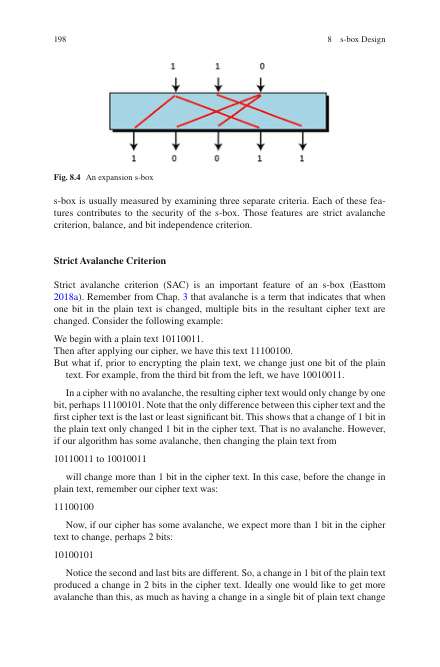 198
8 s-box Design
1 1 0
1 0 0 1 1
Fig. 8.4 An expansion s-box
s-box is usually measured by examining three separate criteria. Each of these fea-
tures contributes to the security of the s-box. Those features are strict avalanche
criterion, balance, and bit independence criterion.
Strict Avalanche Criterion
Strict avalanche criterion (SAC) is an important feature of an s-box (Easttom
2018a). Remember from Chap. 3 that avalanche is a term that indicates that when
one bit in the plain text is changed, multiple bits in the resultant cipher text are
changed. Consider the following example:
We begin with a plain text 10110011.
Then after applying our cipher, we have this text 11100100.
But what if, prior to encrypting the plain text, we change just one bit of the plain
text. For example, from the third bit from the left, we have 10010011.
In a cipher with no avalanche, the resulting cipher text would only change by one
bit, perhaps 11100101. Note that the only difference between this cipher text and the
first cipher text is the last or least significant bit. This shows that a change of 1 bit in
the plain text only changed 1 bit in the cipher text. That is no avalanche. However,
if our algorithm has some avalanche, then changing the plain text from
10110011 to 10010011
will change more than 1 bit in the cipher text. In this case, before the change in
plain text, remember our cipher text was:
11100100
Now, if our cipher has some avalanche, we expect more than 1 bit in the cipher
text to change, perhaps 2 bits:
10100101
Notice the second and last bits are different. So, a change in 1 bit of the plain text
produced a change in 2 bits in the cipher text. Ideally one would like to get more
avalanche than this, as much as having a change in a single bit of plain text change